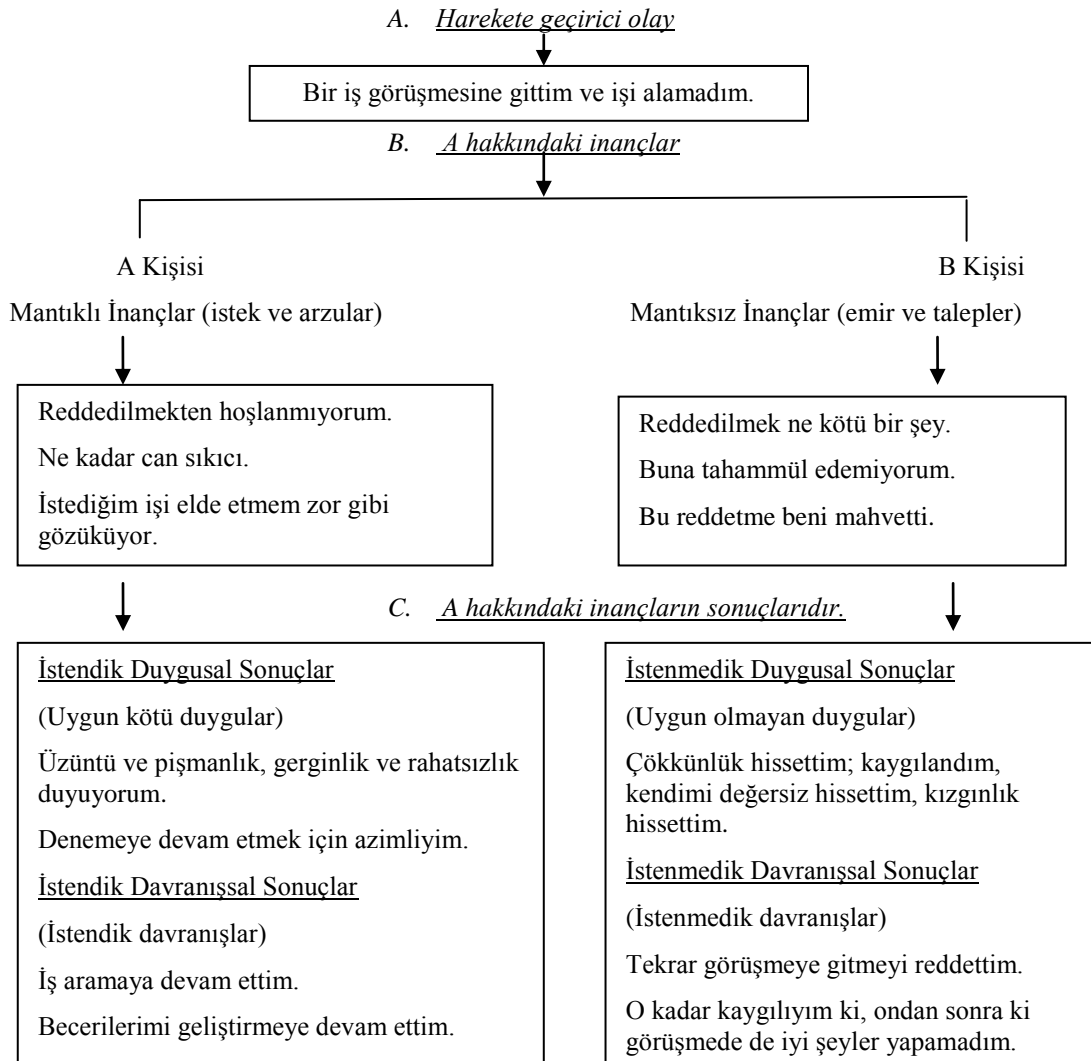 A. Harekete geçirici olay
Bir iş görüşmesine gittim ve işi alamadım.
B. A hakkındaki inançlar
A Kişisi
Mantıklı İnançlar (istek ve arzular)
Reddedilmekten hoşlanmıyorum.
Ne kadar can sıkıcı.
İstediğim işi elde etmem zor gibi
gözüküyor.
B Kişisi
Mantıksız İnançlar (emir ve talepler)
Reddedilmek ne kötü bir şey.
Buna tahammül edemiyorum.
Bu reddetme beni mahvetti.
C. A hakkındaki inançların sonuçlarıdır.
İstendik Duygusal Sonuçlar
(Uygun kötü duygular)
Üzüntü ve pişmanlık, gerginlik ve rahatsızlık
duyuyorum.
Denemeye devam etmek için azimliyim.
İstendik Davranışsal Sonuçlar
(İstendik davranışlar)
İş aramaya devam ettim.
Becerilerimi geliştirmeye devam ettim.
İstenmedik Duygusal Sonuçlar
(Uygun olmayan duygular)
Çökkünlük hissettim; kaygılandım,
kendimi değersiz hissettim, kızgınlık
hissettim.
İstenmedik Davranışsal Sonuçlar
(İstenmedik davranışlar)
Tekrar görüşmeye gitmeyi reddettim.
O kadar kaygılıyım ki, ondan sonra ki
görüşmede de iyi şeyler yapamadım.